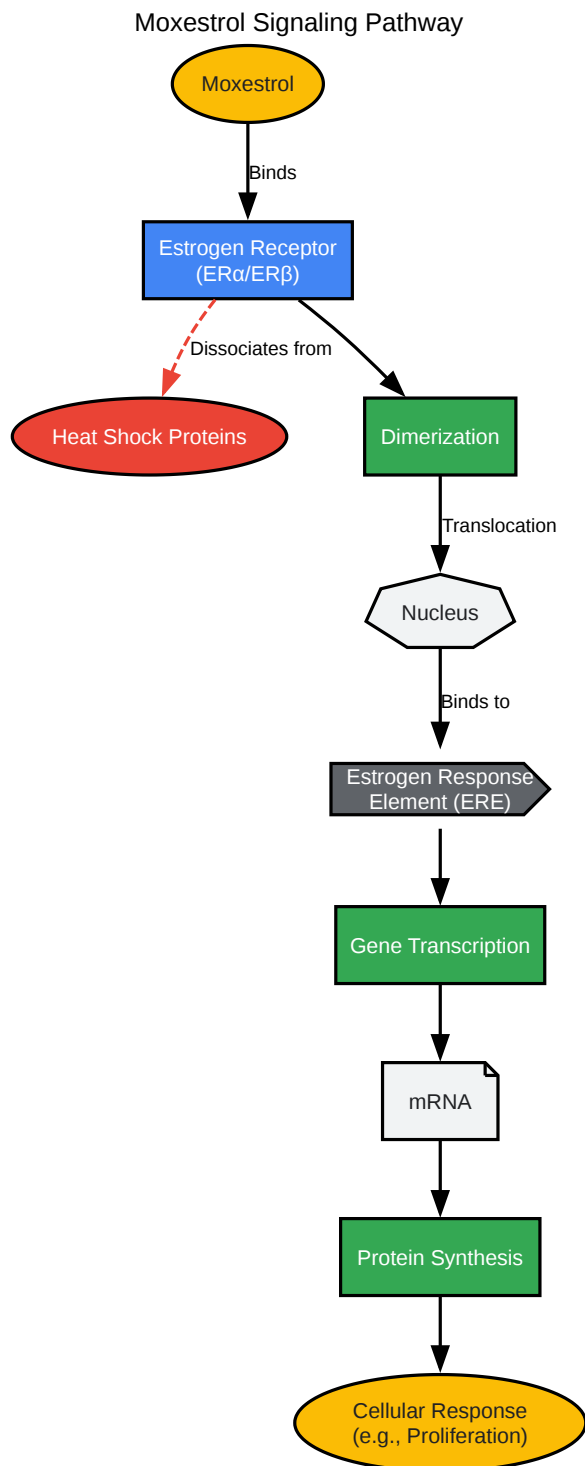 Moxestrol Signaling Pathway
Moxestrol
Binds
Estrogen Receptor
(ERα/ERβ)
Dissociates from
Heat Shock Proteins
Dimerization
Translocation
Nucleus
Binds to
Estrogen Response
Element (ERE)
Gene Transcription
mRNA
Protein Synthesis
Cellular Response
(e.g., Proliferation)